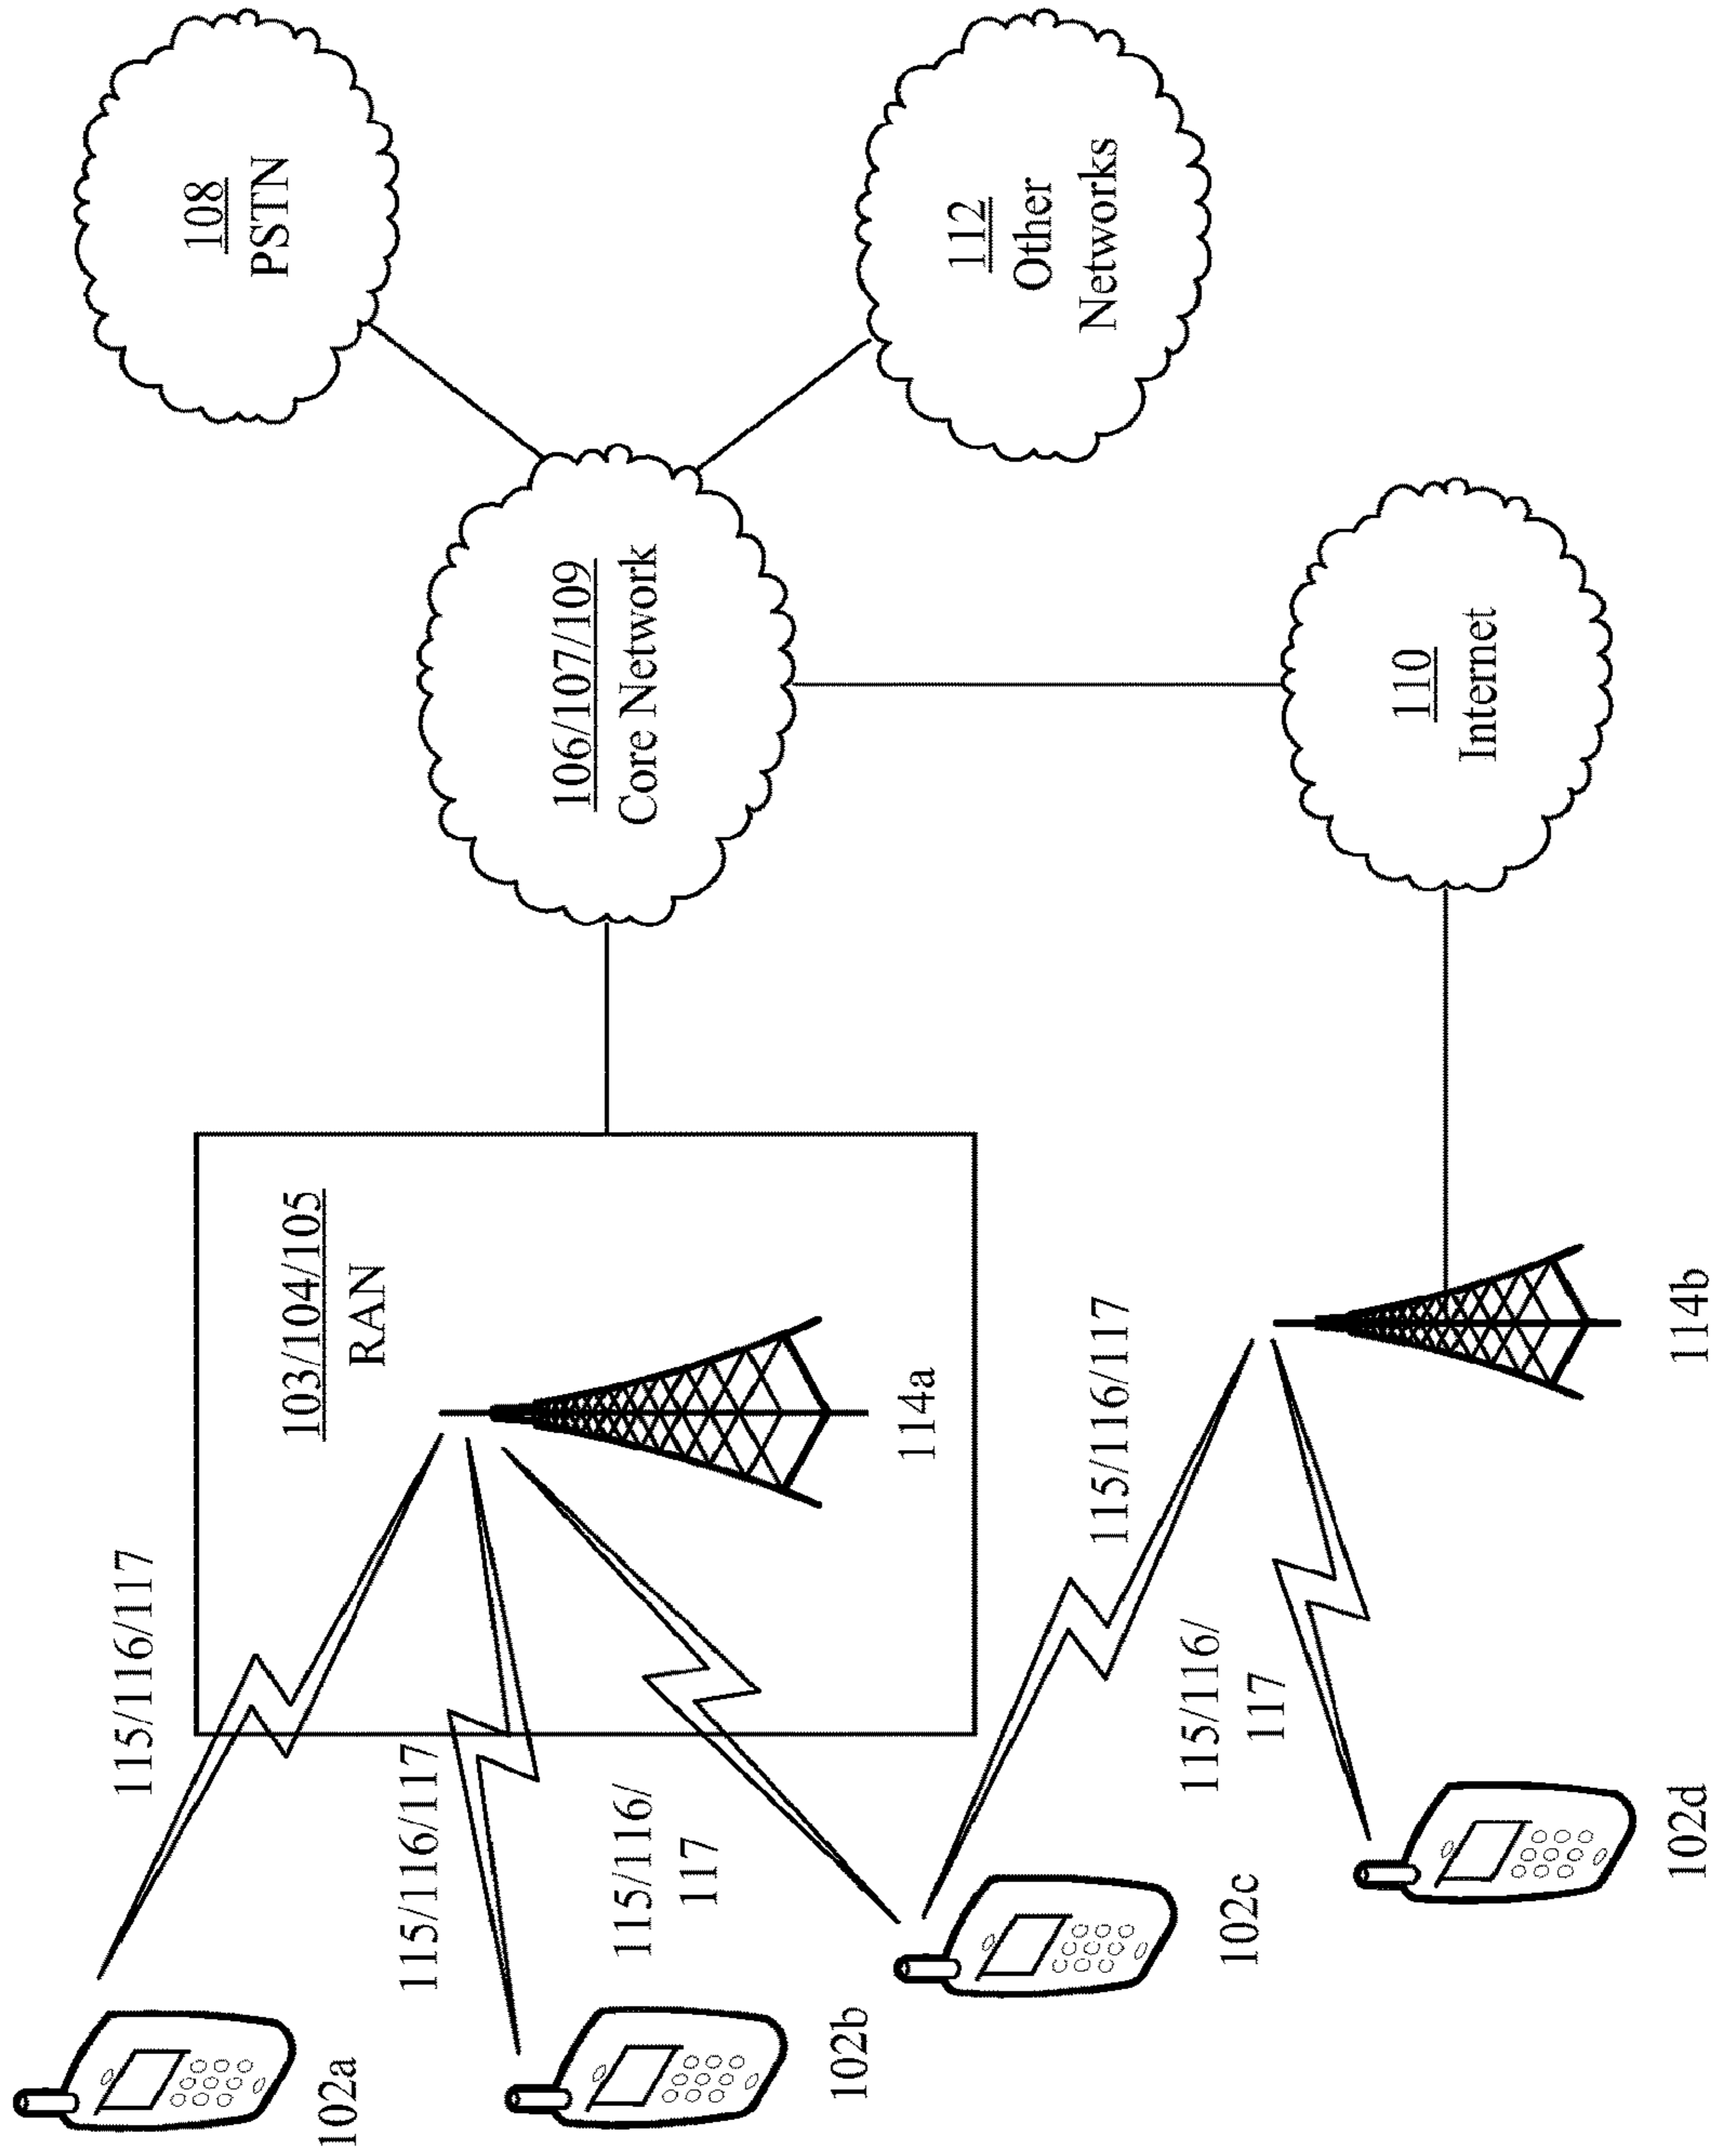 115/116/117
102a
103/104/105
RAN
115/116/117
102b
115/116/
117
114a
106/107/109
Core Network
108
PSTN
112
Other
Networks
102c
115/116/117
115/116/
117
102d
114b
110
Internet